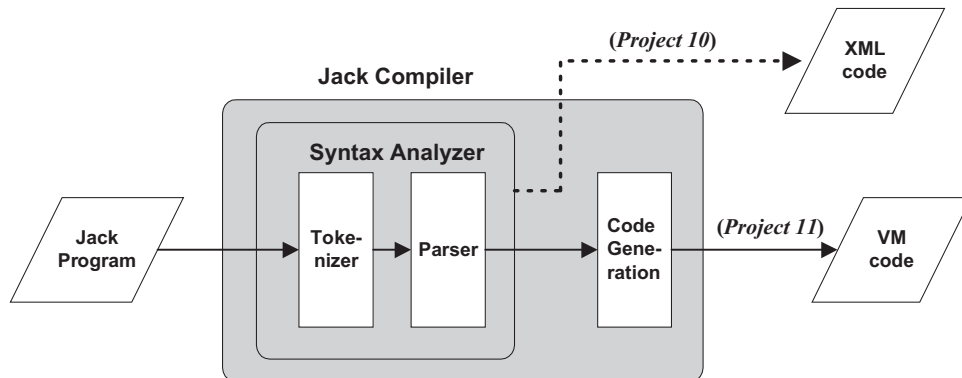 (Project 10)
XML
code
Jack Compiler
Syntax Analyzer
Jack
Program
Toke-
nizer
Parser
Code
Gene-
ration
(Project 11)
VM
code